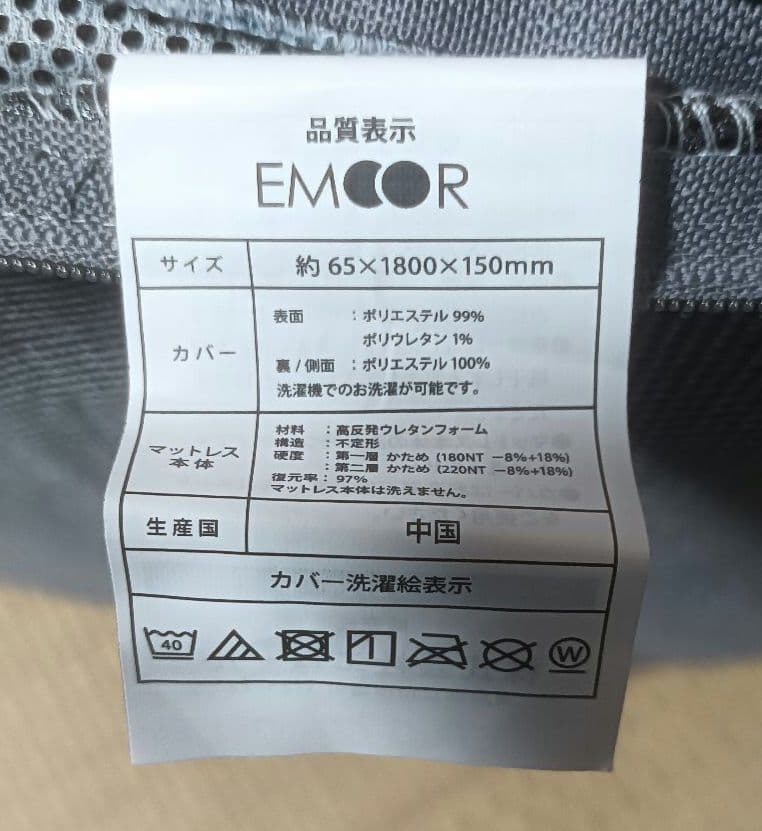 品質表示
EMOOR
サイズ 約 65×1800×150mm
カバー 表面 :ポリエステル 99%
ポリウレタン 1%
裏/側面 :ポリエステル 100%
洗濯機でのお洗濯が可能です。
マットレス本体 材料 :高反発ウレタンフォーム
構造 :不定形
硬度 :第一層 かため (180NT -8%+18%)
:第二層 かため (220NT -8%+18%)
復元率:97%
マットレス本体は洗えません。
生産国 中国
カバー洗濯絵表示
40
W